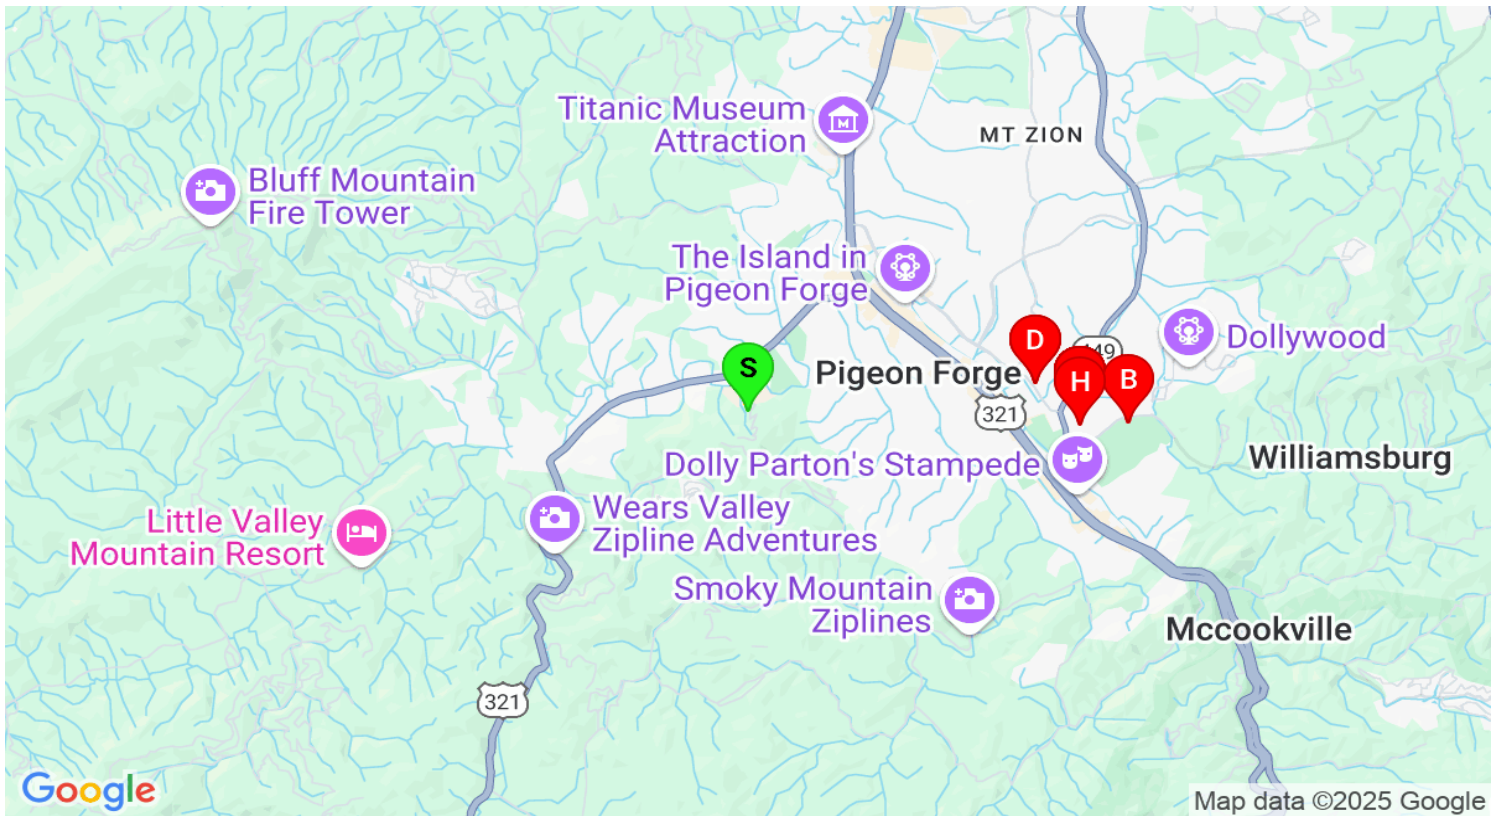 Titanic Museum
Attraction
MT ZION
Bluff Mountain
Fire Tower
The Island in
Pigeon Forge
D
449
Dollywood
S
Pigeon Forge
H
B
321
Dolly Parton's Stampede
Williamsburg
Wears Valley
Zipline Adventures
Little Valley
Mountain Resort
Smoky Mountain
Ziplines
Mccookville
321
Google
Map data ©2025 Google